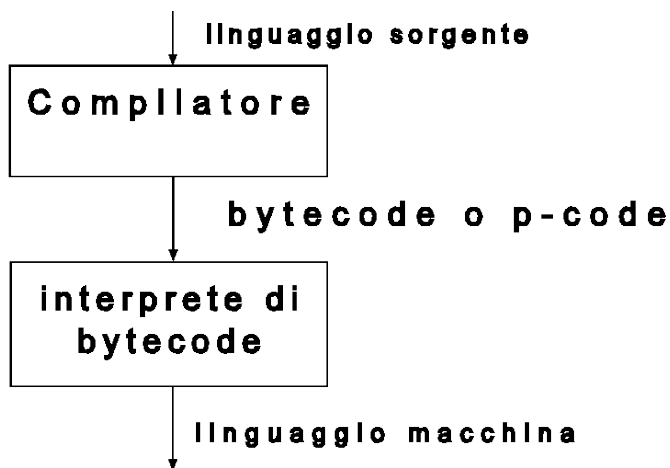 linguaggio sorgente
Compilatore
bytecode o p-code
interprete di
bytecode
linguaggio macchina